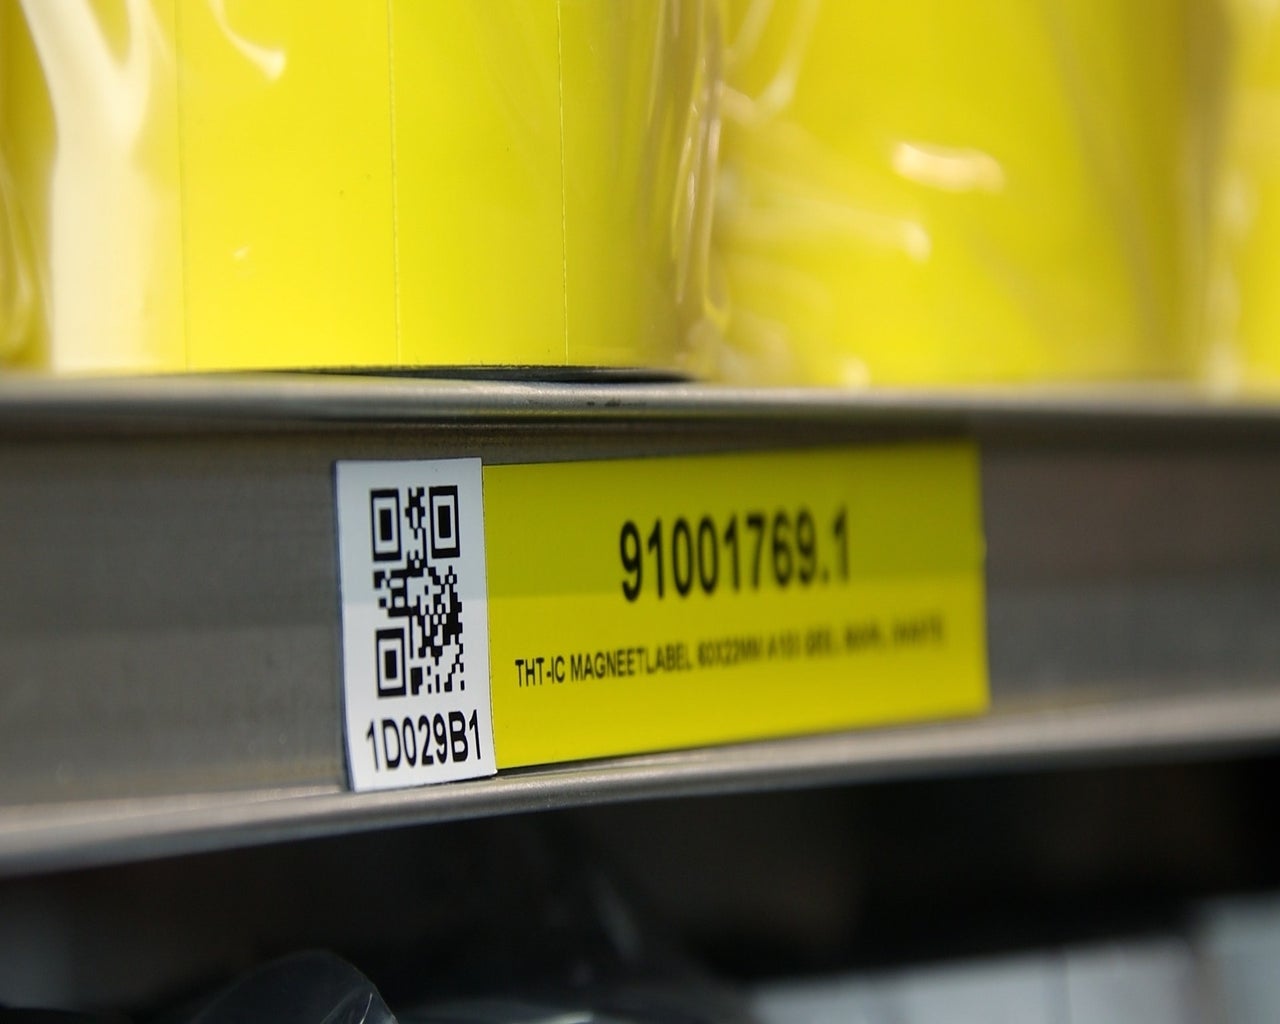 91001769.1
THT-IC MAGNEETLABEL 60X22MM
1D029B1